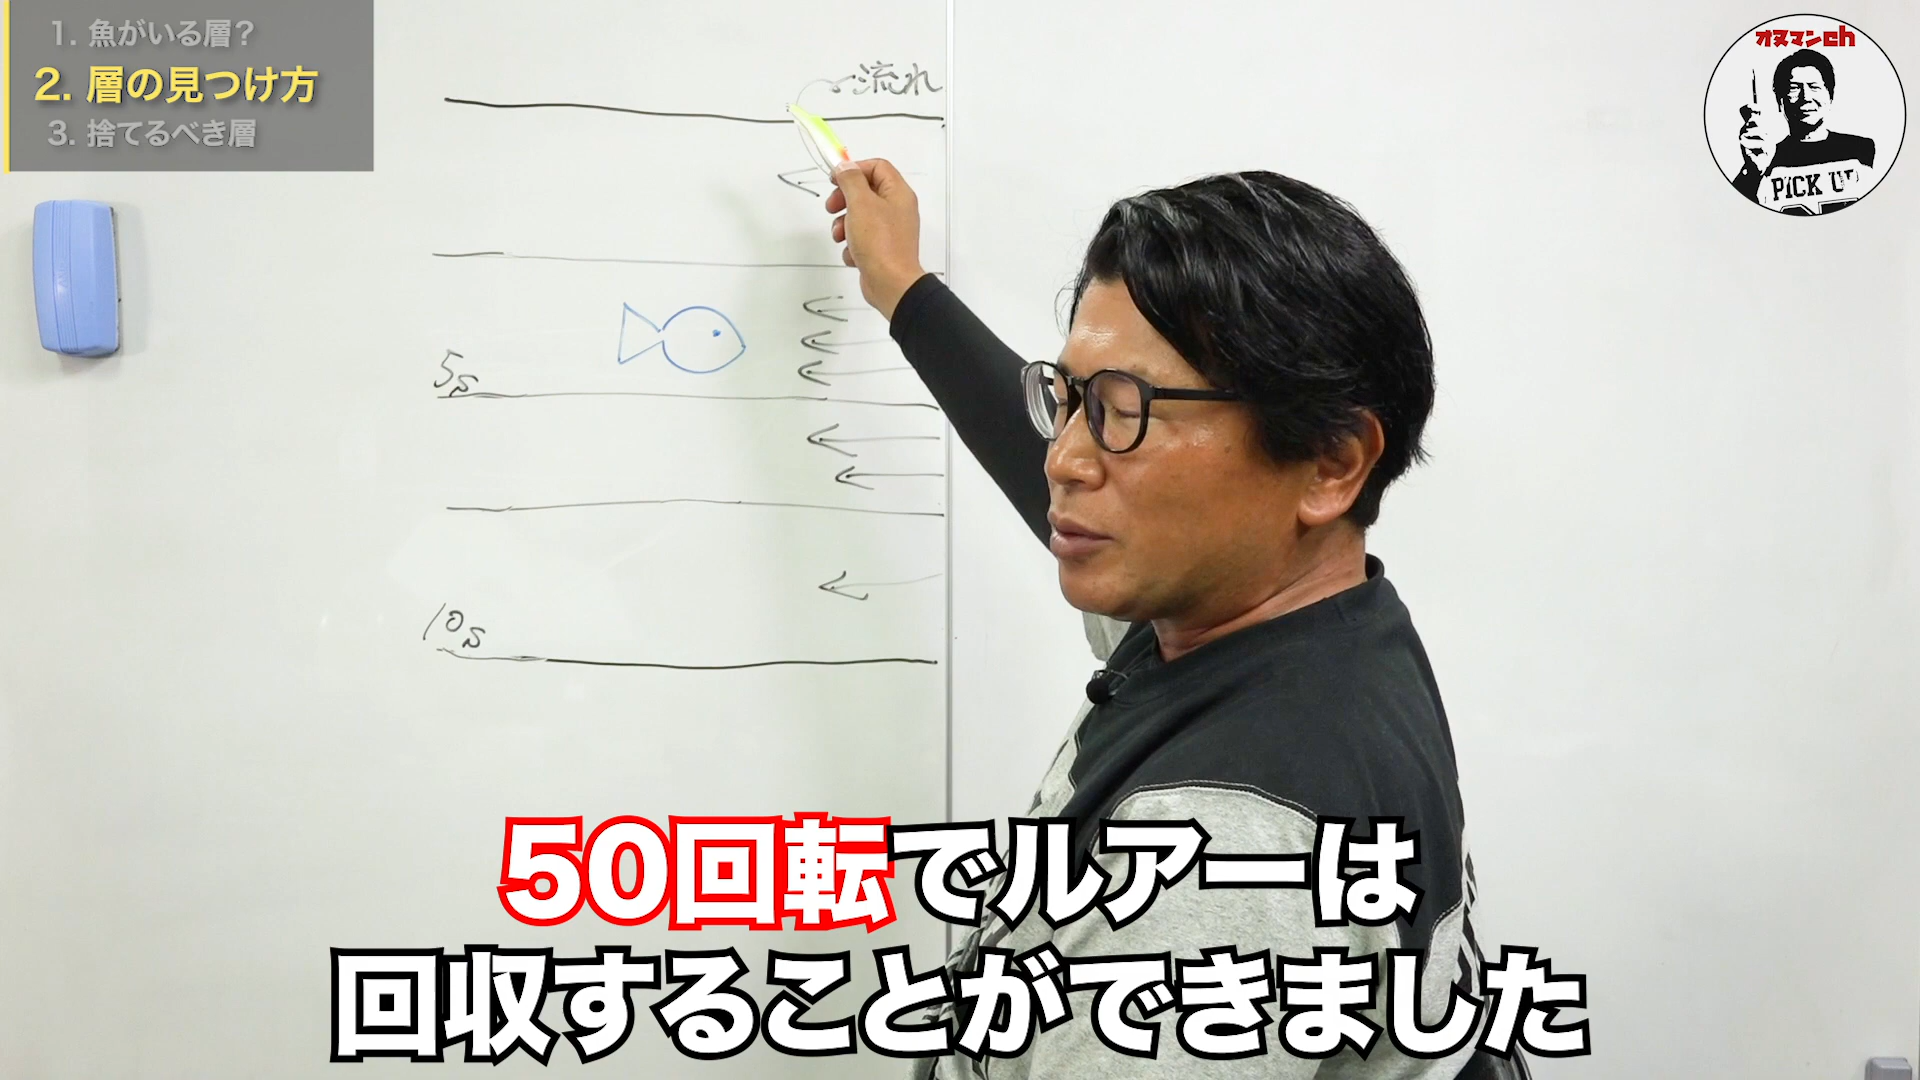 1. 魚がいる層?
2. 層の見つけ方
3. 捨てるべき層
オヌマンch
PICK UP
流れ
5s
10s
50回転でルアーは
回収することができました